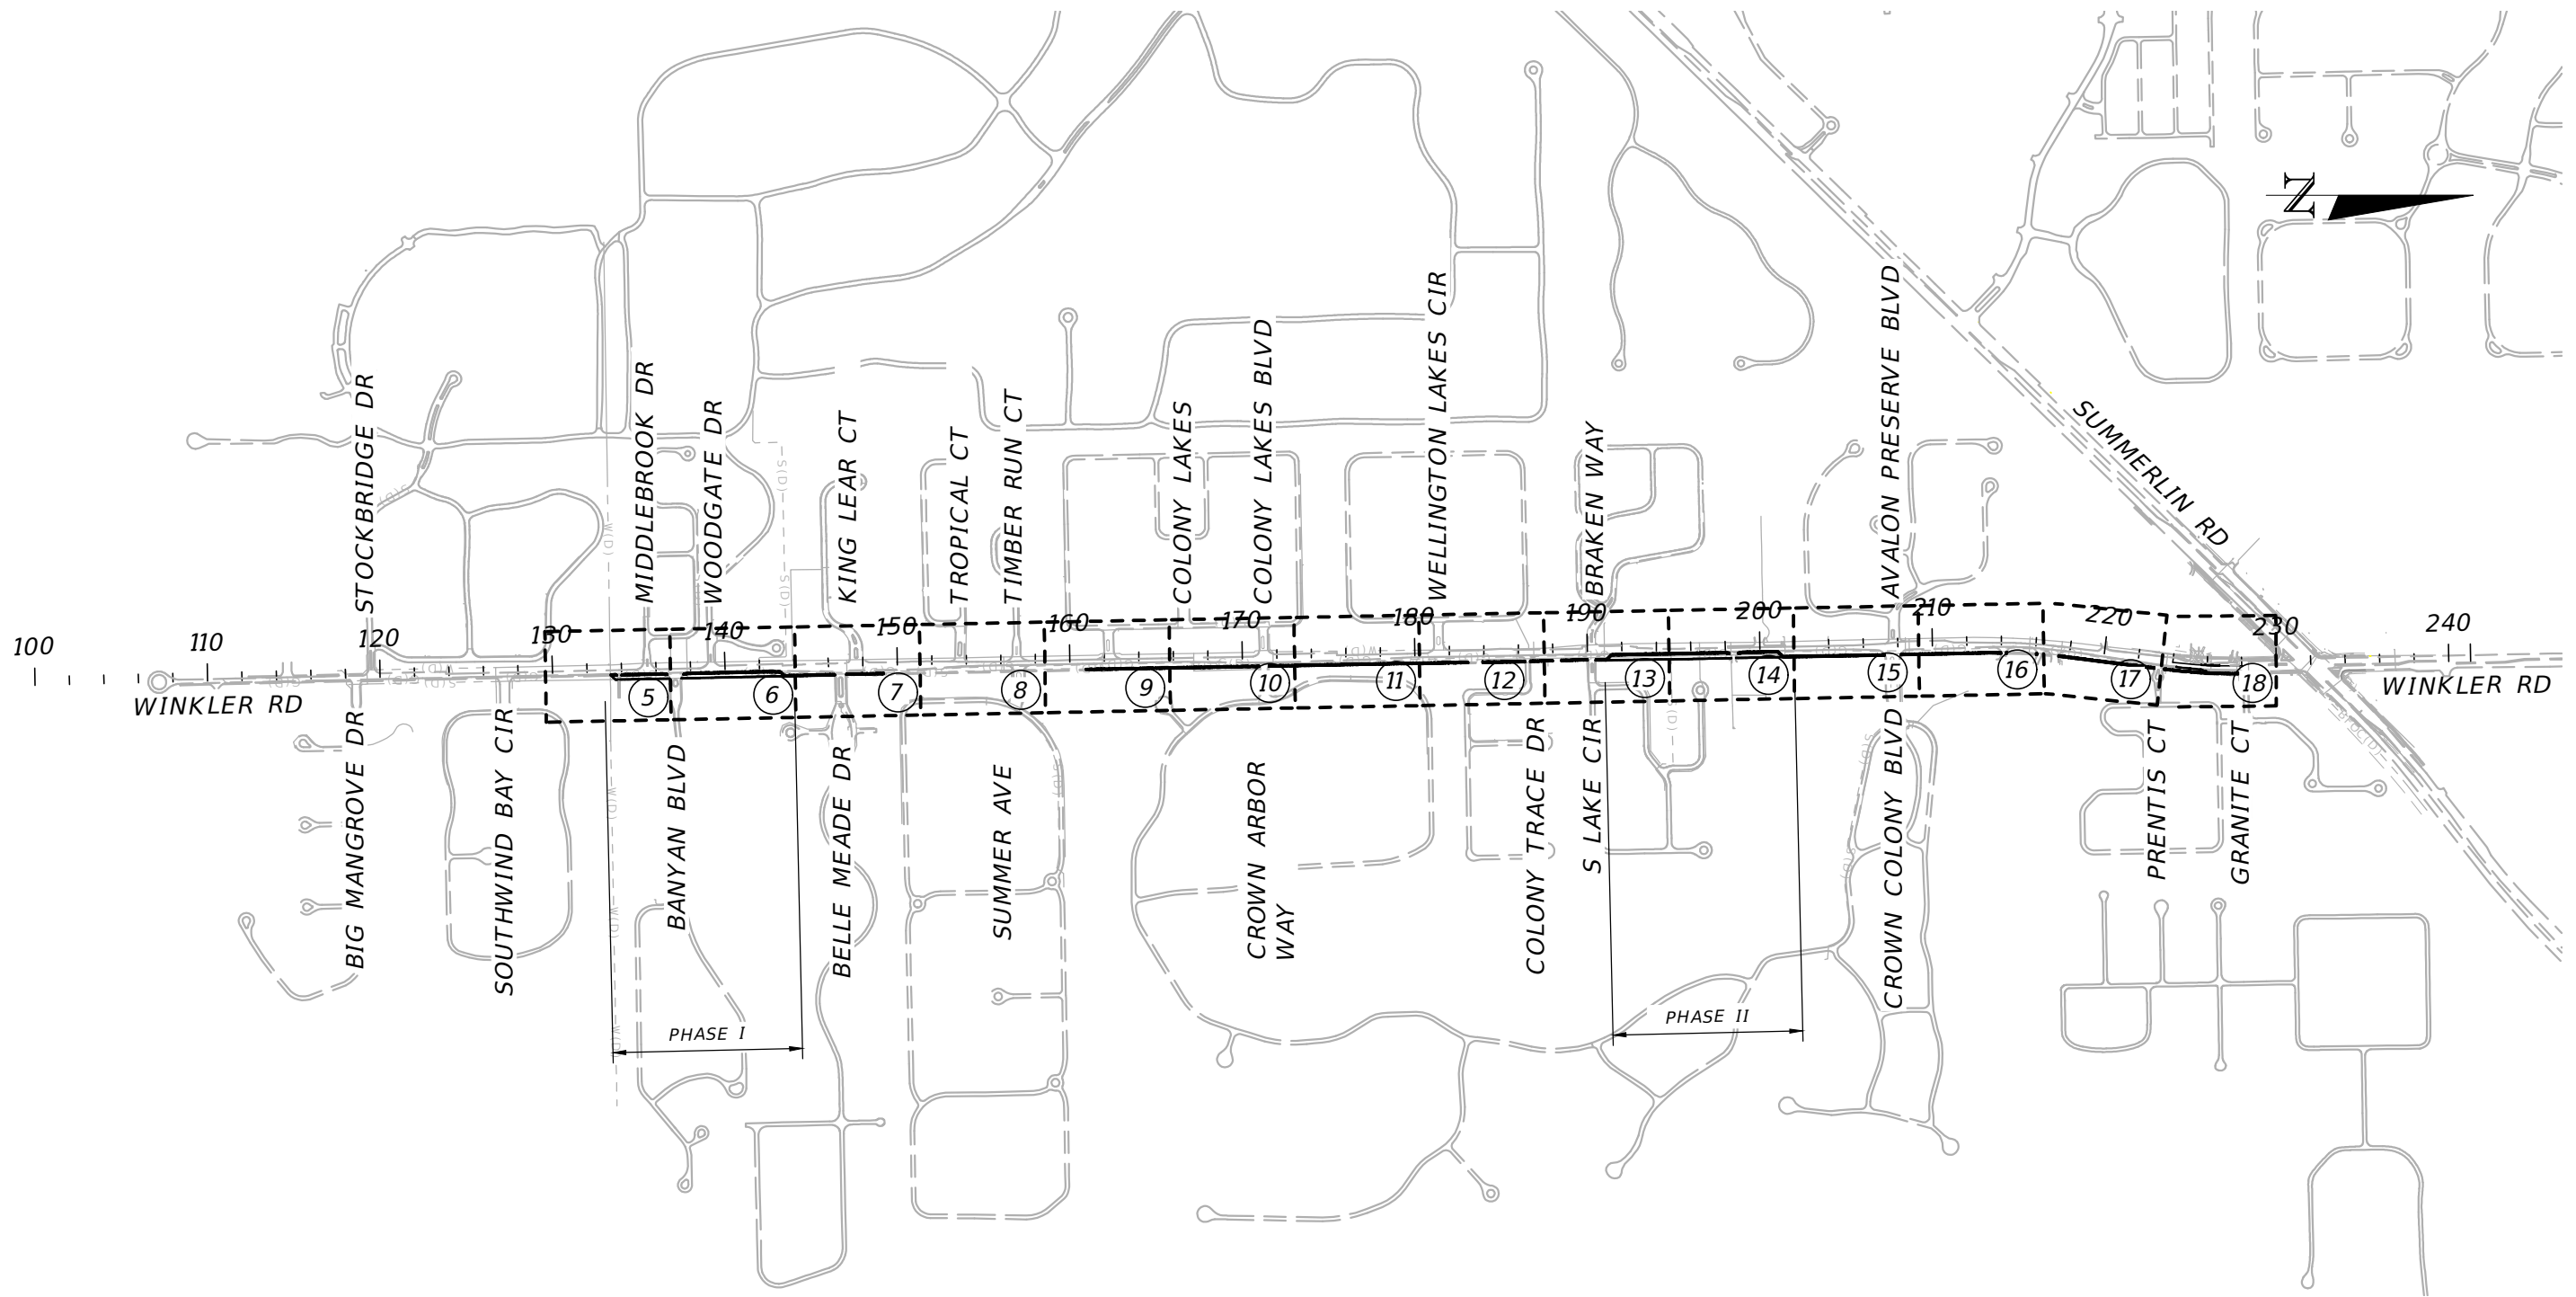 N
STOCKBRIDGE DR
MIDDLEBROOK DR
WOODGATE DR
KING LEAR CT
TROPICAL CT
TIMBER RUN CT
COLONY LAKES
COLONY LAKES BLVD
WELLINGTON LAKES CIR
BRAKEN WAY
AVALON PRESERVE BLVD
SUMMERLIN RD
100
110
120
130
140
150
160
170
180
190
200
210
220
230
240
5
6
7
8
9
10
11
12
13
14
15
16
17
18
WINKLER RD
WINKLER RD
BIG MANGROVE DR
SOUTHWIND BAY CIR
BANYAN BLVD
BELLE MEADE DR
SUMMER AVE
CROWN ARBOR
WAY
COLONY TRACE DR
S LAKE CIR
CROWN COLONY BLVD
PRENTIS CT
GRANITE CT
PHASE I
PHASE II
S(D)
S(D)
S(D)
W(D)
W(D)
W(D)
W(D)
S(D)
S(D)
S(D)
S(D)